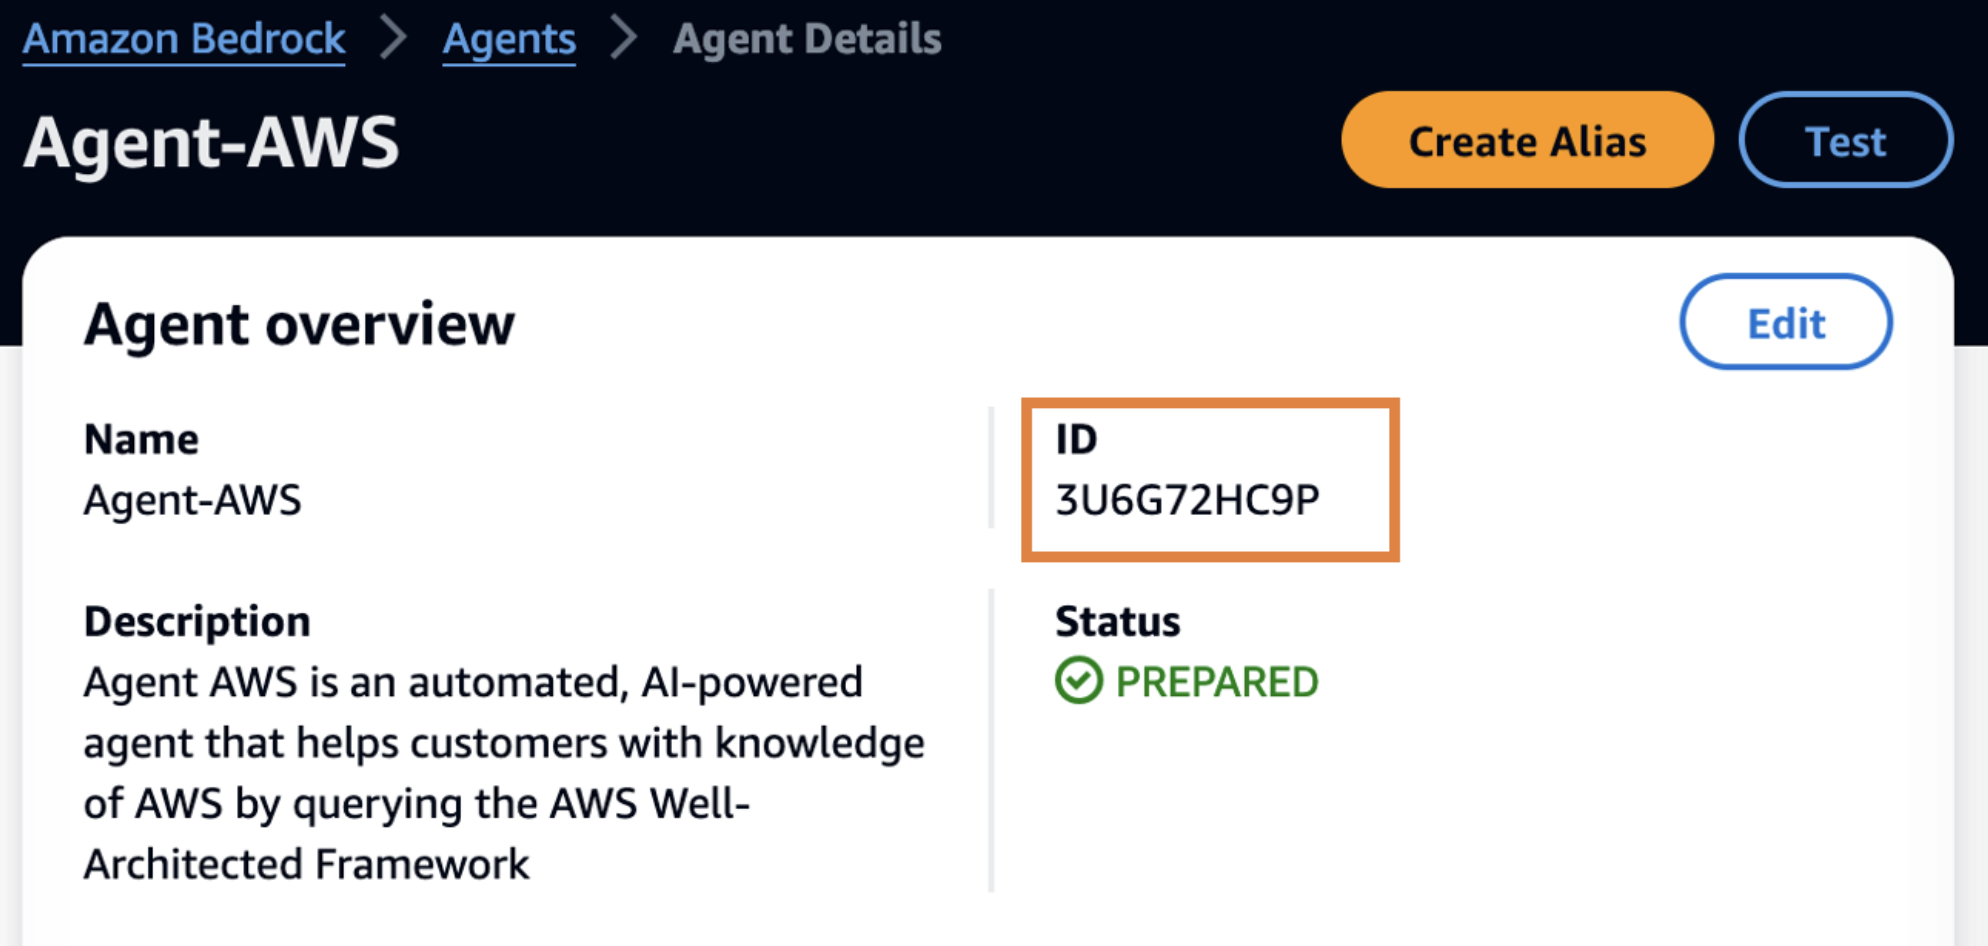 Amazon Bedrock > Agents > Agent Details
Agent-AWS
Create Alias
Test
Agent overview
Edit
Name
Agent-AWS
ID
3U6G72HC9P
Description
Agent AWS is an automated, AI-powered
agent that helps customers with knowledge
of AWS by querying the AWS Well-
Architected Framework
Status
PREPARED